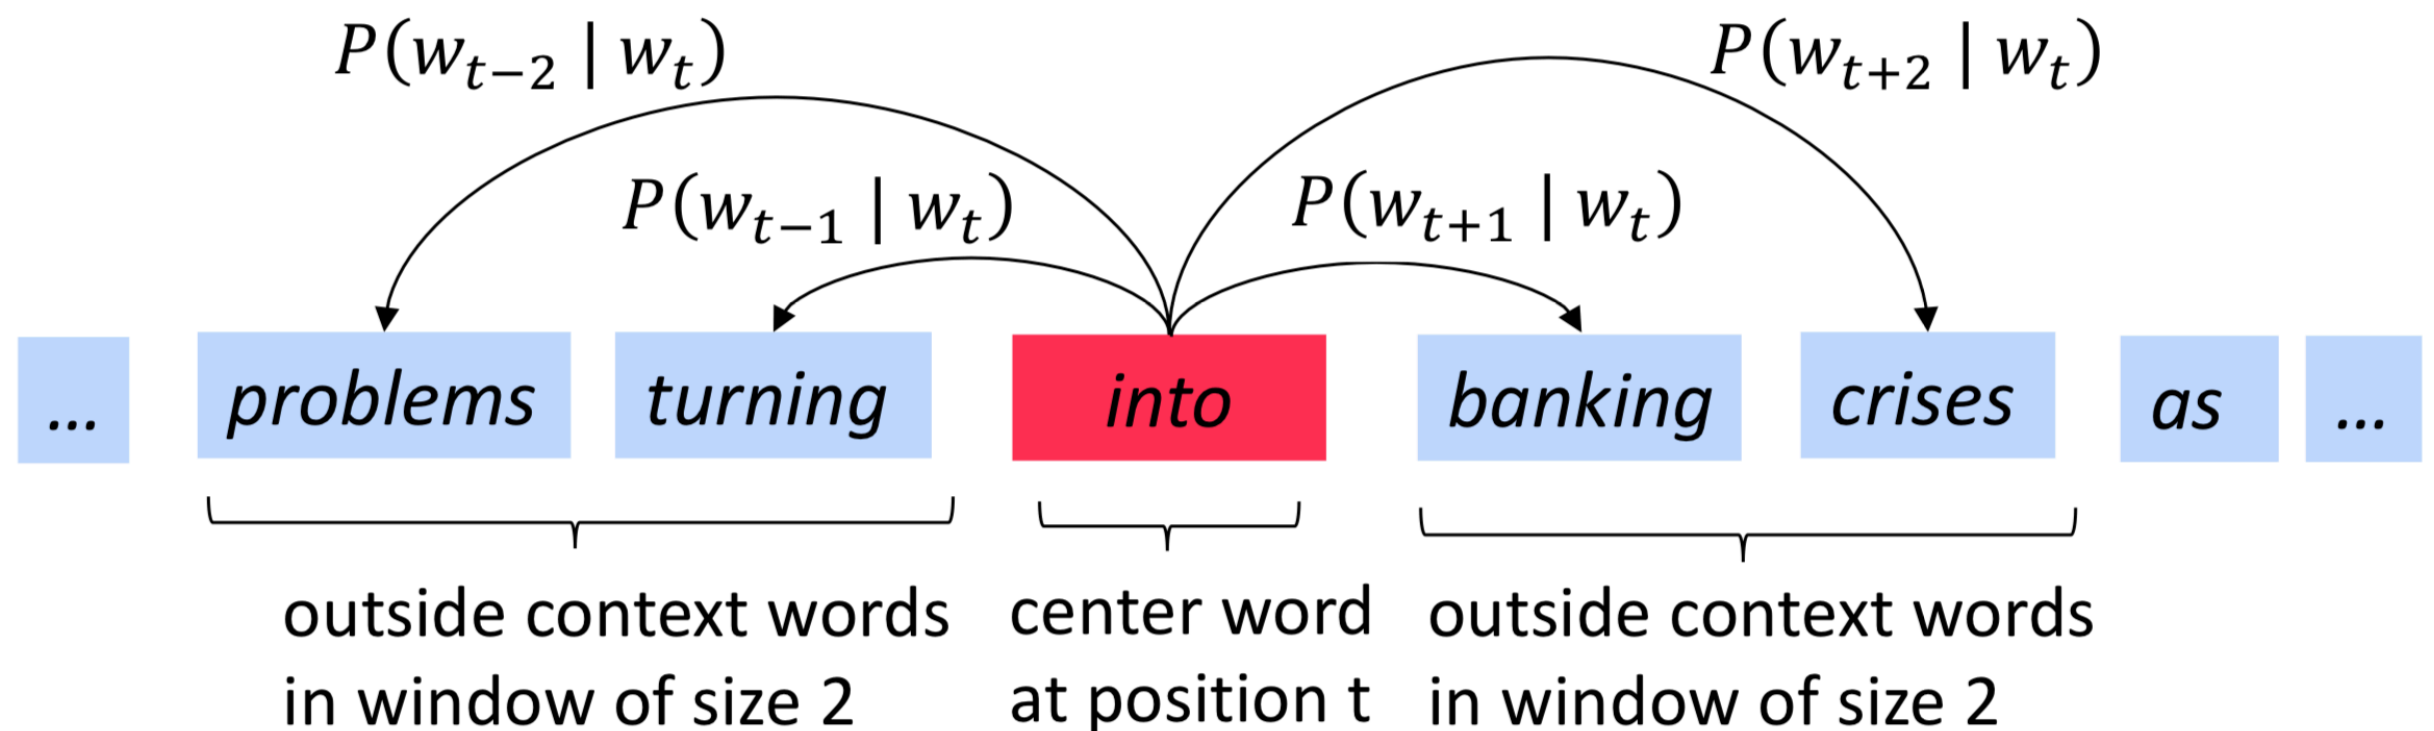 P(w_{t-2} | w_t)
P(w_{t+2} | w_t)
P(w_{t-1} | w_t)
P(w_{t+1} | w_t)
... problems turning into banking crises as ...
outside context words
in window of size 2
center word
at position t
outside context words
in window of size 2